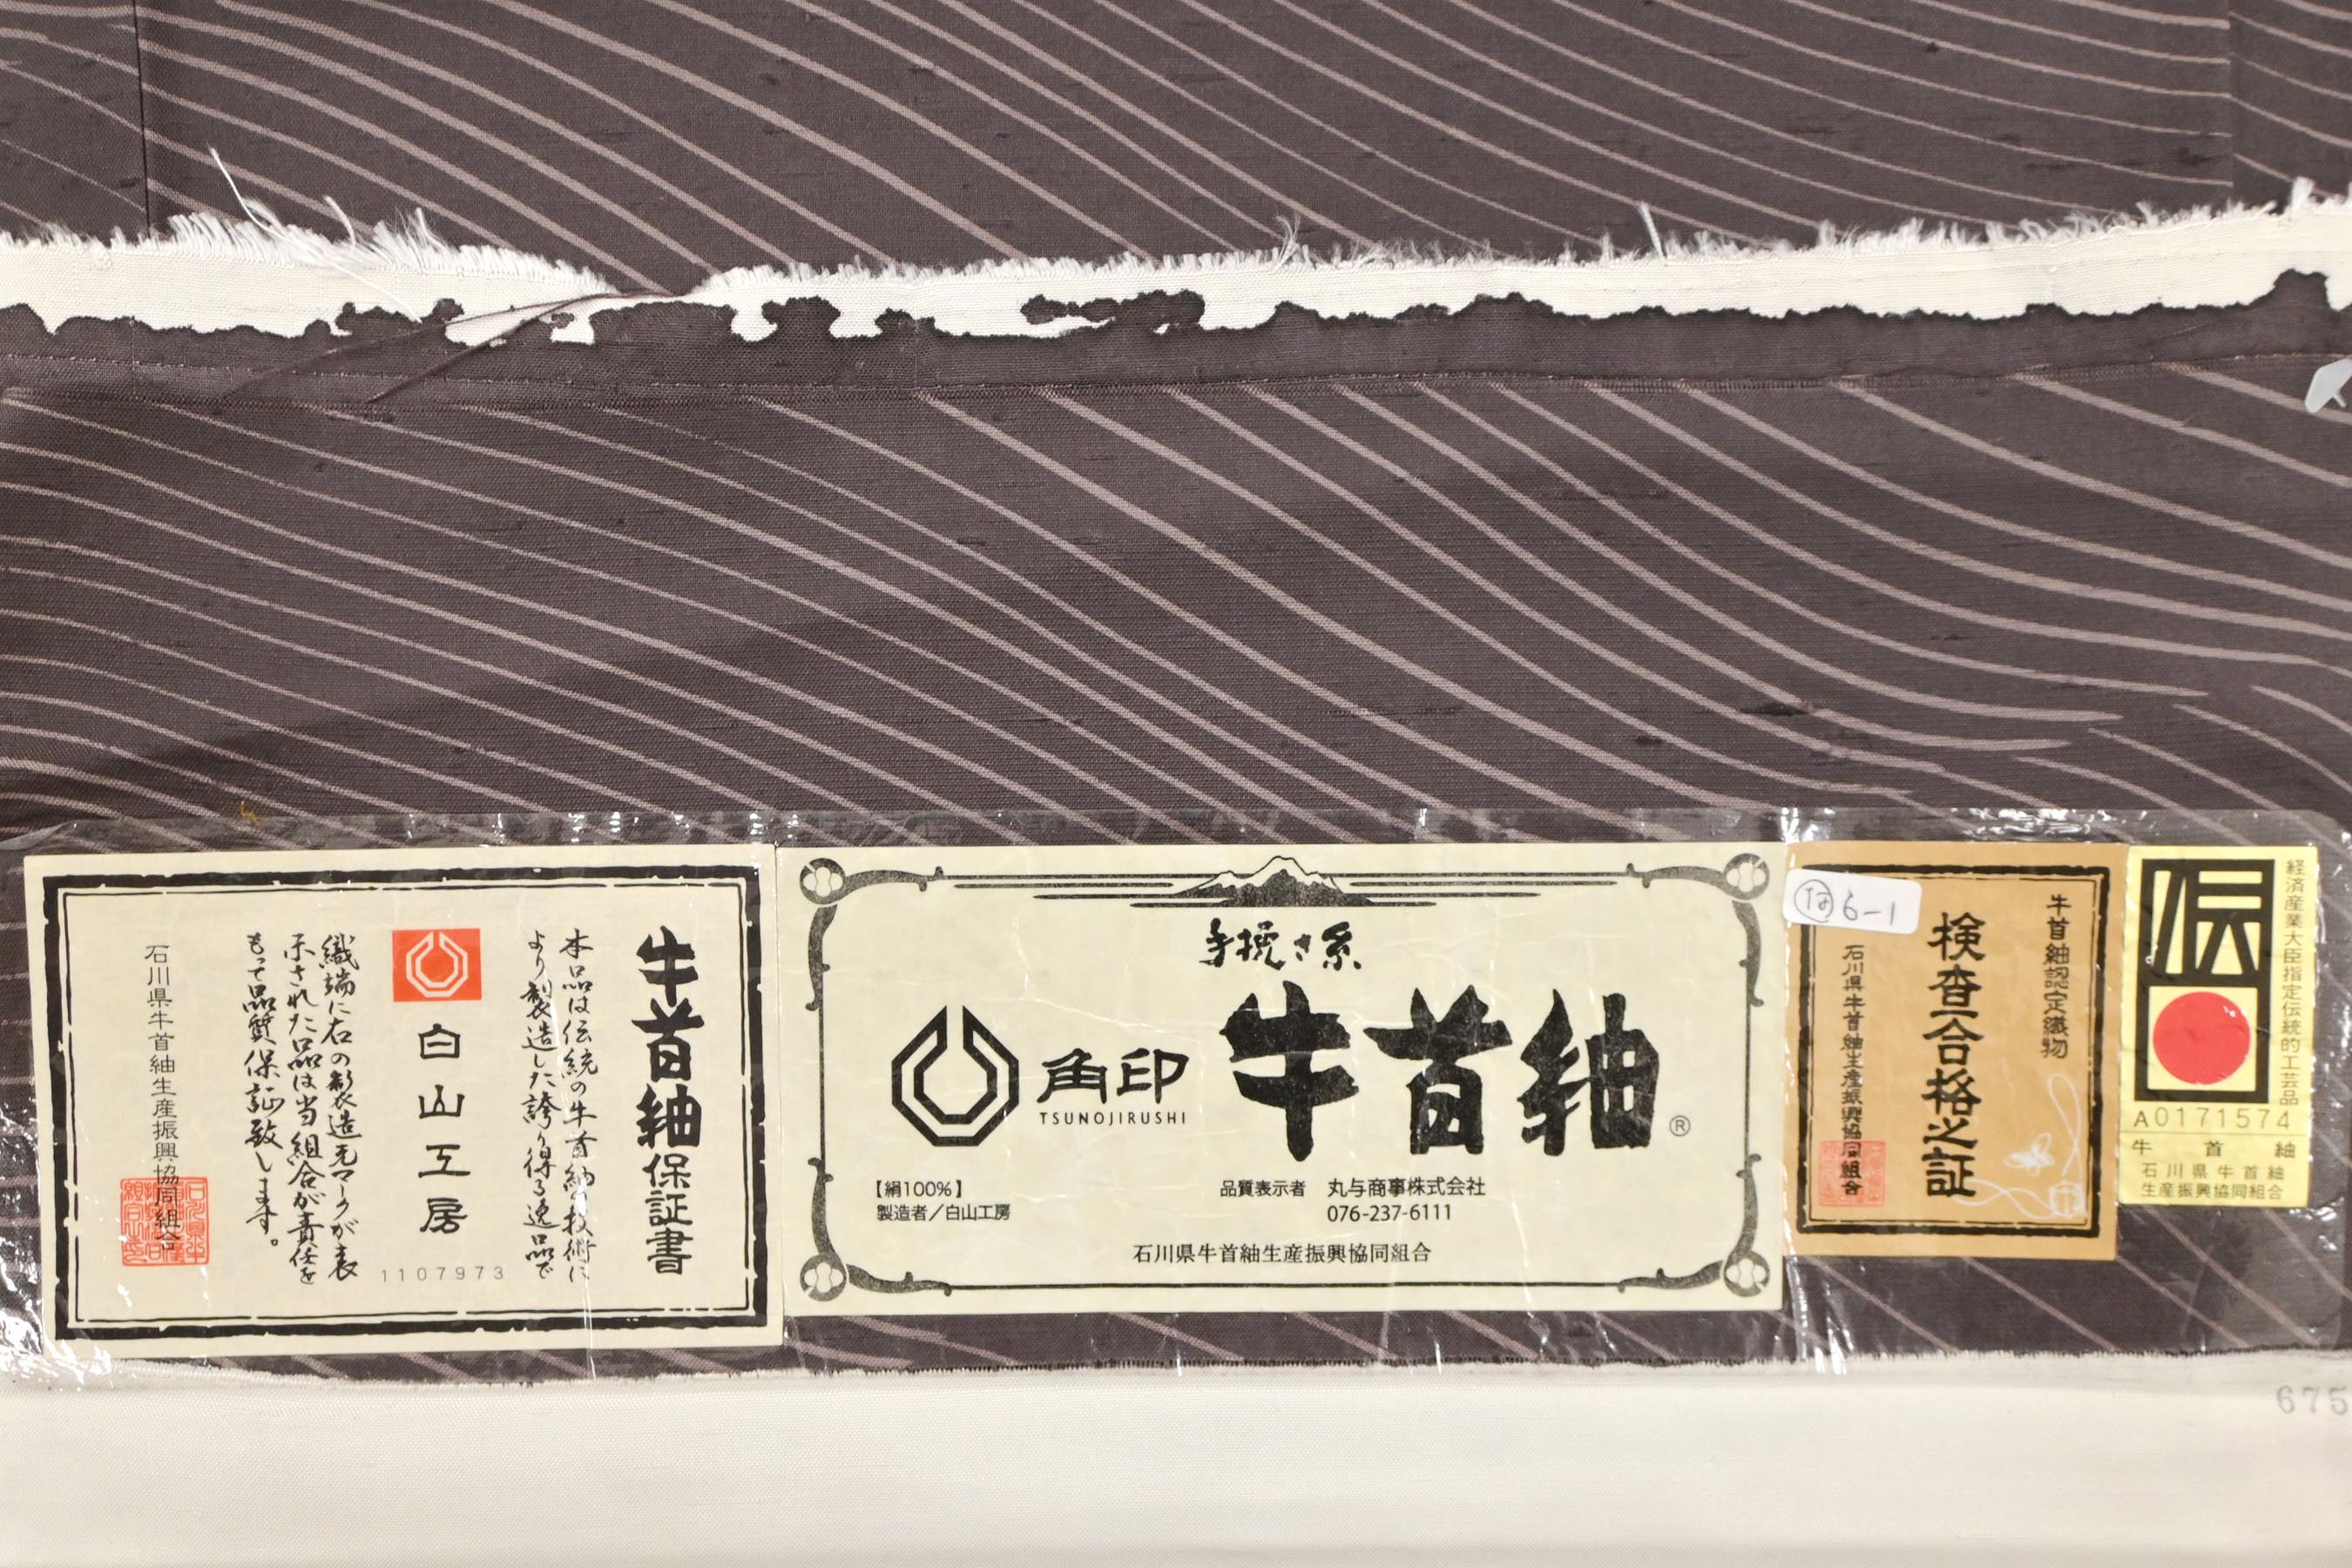 牛首紬保証書
本品は伝統の牛首紬の技術に
より製造した誇り得る逸品で
白山工房
1107973
織端に右の製造元マークが表
示された品は当組合が責任を
もって品質保証致します。
石川県牛首紬生産振興協同組合
手挽き糸
角印
TSUNOJIRUSHI
牛首紬®
【絹100%】
製造者/白山工房
品質表示者 丸与商事株式会社
076-237-6111
石川県牛首紬生産振興協同組合
な 6-1
牛首紬認定織物
検査合格之証
石川県牛首紬生産振興協同組合
経済産業大臣指定伝統的工芸品
伝
A0171574
牛首紬
石川県牛首紬
生産振興協同組合
675